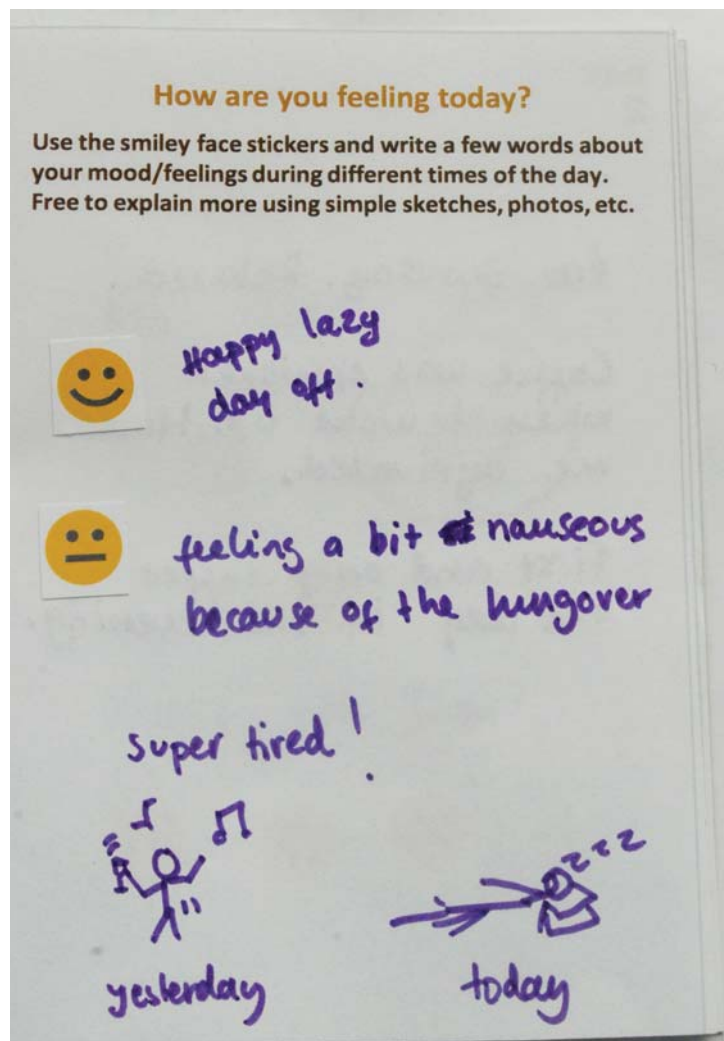 How are you feeling today?
Use the smiley face stickers and write a few words about
your mood/feelings during different times of the day.
Free to explain more using simple sketches, photos, etc.
Happy lazy
day off.
feeling a bit nauseous
because of the hungover
super tired!
zzz
yesterday
today